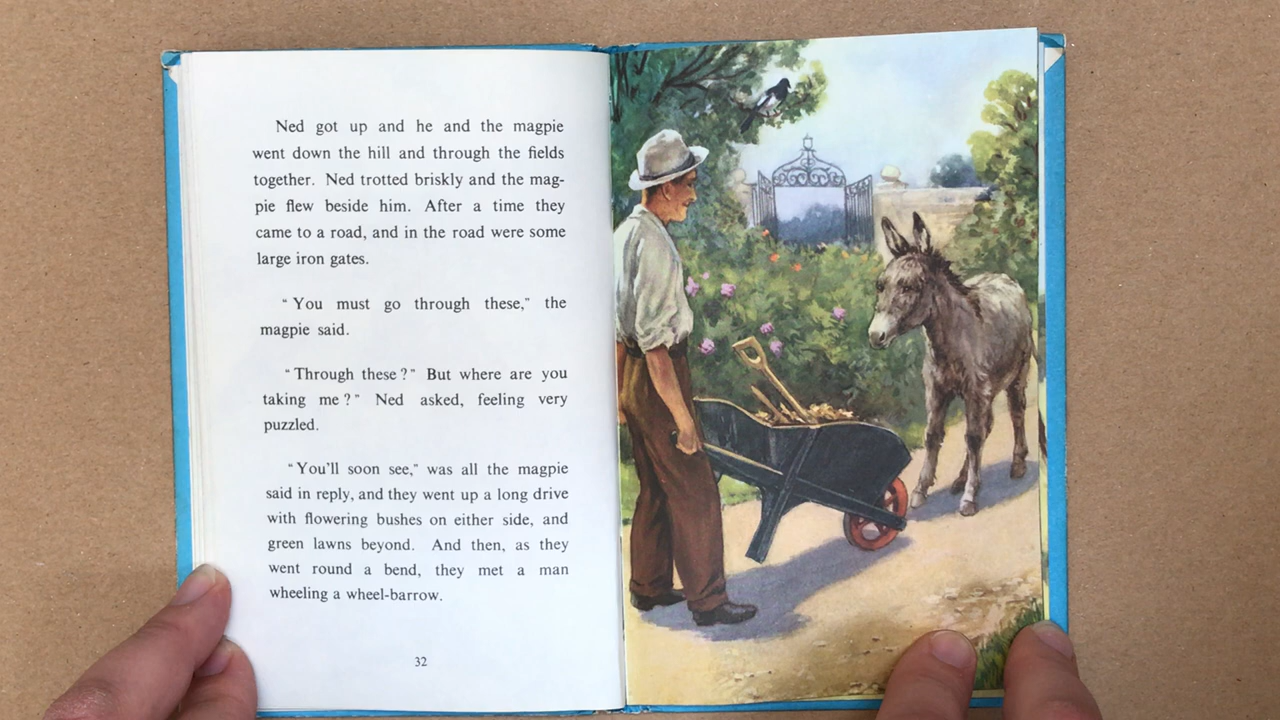 Ned got up and he and the magpie
went down the hill and through the fields
together. Ned trotted briskly and the mag-
pie flew beside him. After a time they
came to a road, and in the road were some
large iron gates.
“You must go through these,” the
magpie said.
“Through these?” But where are you
taking me?” Ned asked, feeling very
puzzled.
“You’ll soon see,” was all the magpie
said in reply, and they went up a long drive
with flowering bushes on either side, and
green lawns beyond. And then, as they
went round a bend, they met a man
wheeling a wheel-barrow.
32